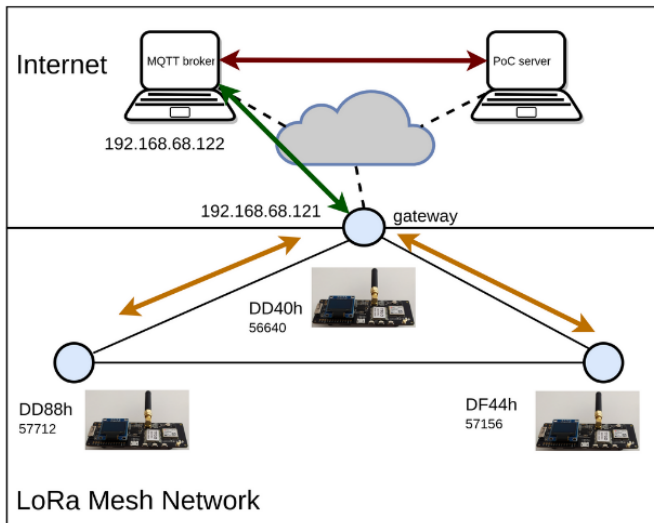 Internet
MQTT broker
PoC server
192.168.68.122
192.168.68.121
gateway
DD40h
56640
DD88h
57712
DF44h
57156
LoRa Mesh Network